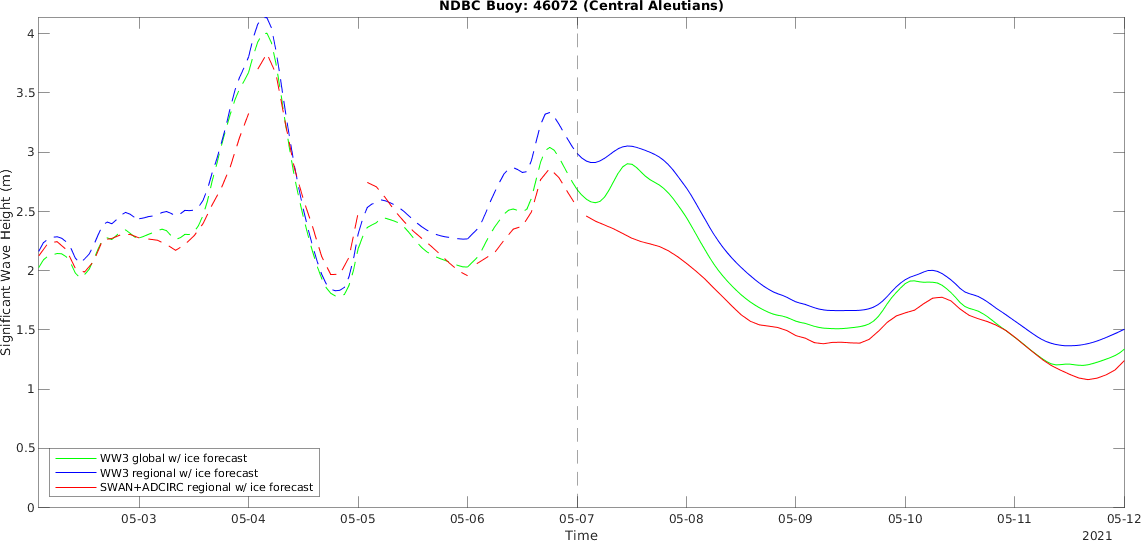 NDBC Buoy: 46072 (Central Aleutians)
4
3.5
3
2.5
2
1.5
1
0.5
0
Significant Wave Height (m)
WW3 global w/ ice forecast
WW3 regional w/ ice forecast
SWAN+ADCIRC regional w/ ice forecast
05-03 05-04 05-05 05-06 05-07 05-08 05-09 05-10 05-11 05-12
Time
2021